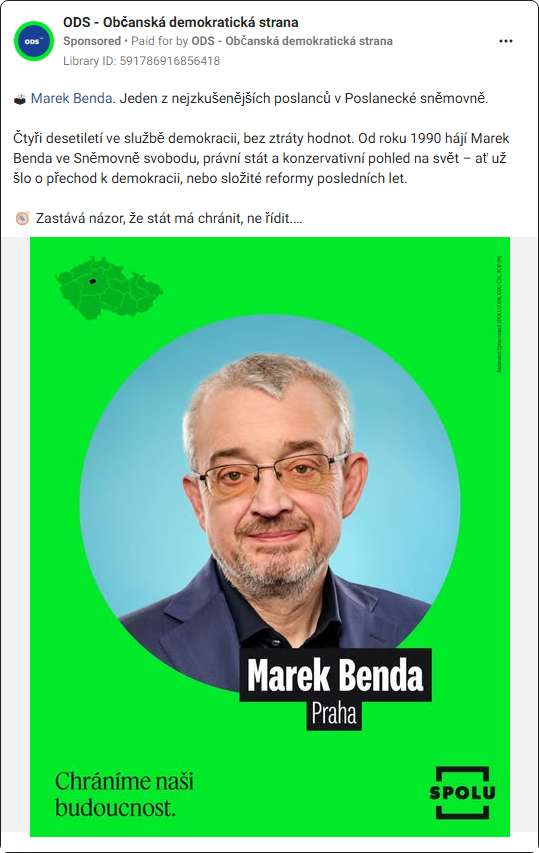 ODS - Občanská demokratická strana
Sponsored • Paid for by ODS - Občanská demokratická strana
Library ID: 591786916856418
ODS
Marek Benda. Jeden z nejzkušenějších poslanců v Poslanecké sněmovně.
Čtyři desetiletí ve službě demokracii, bez ztráty hodnot. Od roku 1990 hájí Marek
Benda ve Sněmovně svobodu, právní stát a konzervativní pohled na svět – ať už
šlo o přechod k demokracii, nebo složité reformy posledních let.
Zastává názor, že stát má chránit, ne řídit....
Marek Benda
Praha
Chráníme naši
budoucnost.
SPOLU